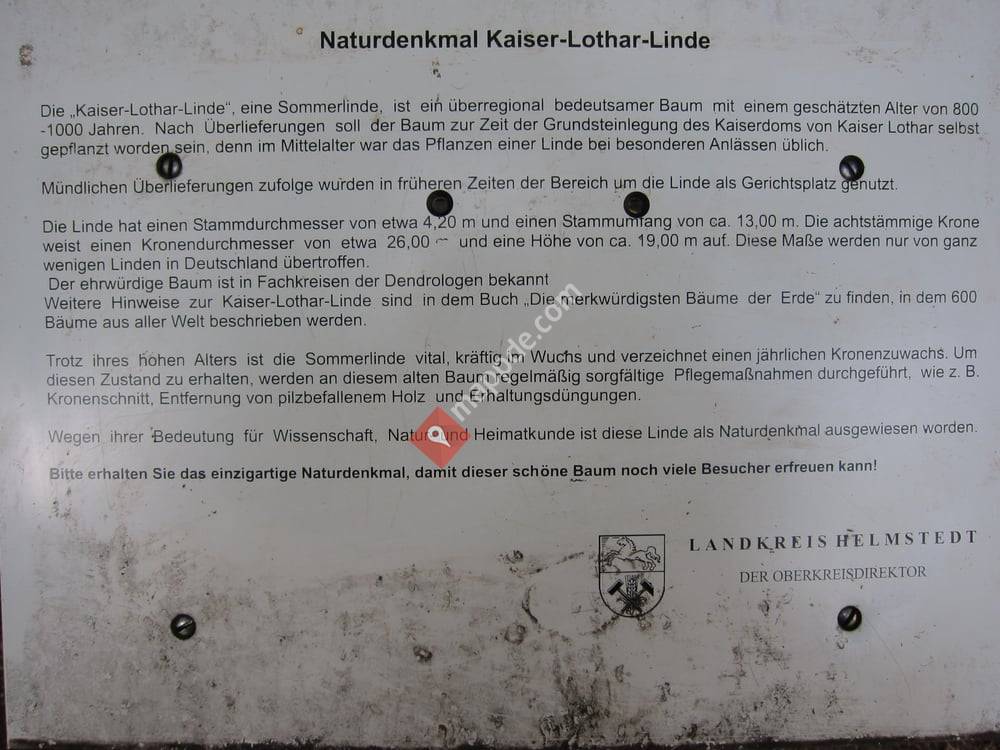 Naturdenkmal Kaiser-Lothar-Linde
Die „Kaiser-Lothar-Linde“, eine Sommerlinde, ist ein überregional bedeutsamer Baum mit einem geschätzten Alter von 800
-1000 Jahren. Nach Überlieferungen soll der Baum zur Zeit der Grundsteinlegung des Kaiserdoms von Kaiser Lothar selbst
gepflanzt worden sein, denn im Mittelalter war das Pflanzen einer Linde bei besonderen Anlässen üblich.
Mündlichen Überlieferungen zufolge wurden in früheren Zeiten der Bereich um die Linde als Gerichtsplatz genutzt.
Die Linde hat einen Stammdurchmesser von etwa 4,20 m und einen Stammumfang von ca. 13,00 m. Die achtstämmige Krone
weist einen Kronendurchmesser von etwa 26,00 m und eine Höhe von ca. 19,00 m auf. Diese Maße werden nur von ganz
wenigen Linden in Deutschland übertroffen.
Der ehrwürdige Baum ist in Fachkreisen der Dendrologen bekannt
Weitere Hinweise zur Kaiser-Lothar-Linde sind in dem Buch „Die merkwürdigsten Bäume der Erde“ zu finden, in dem 600
Bäume aus aller Welt beschrieben werden.
Trotz ihres hohen Alters ist die Sommerlinde vital, kräftig im Wuchs und verzeichnet einen jährlichen Kronenzuwachs. Um
diesen Zustand zu erhalten, werden an diesem alten Baum regelmäßig sorgfältige Pflegemaßnahmen durchgeführt, wie z. B.
Kronenschnitt, Entfernung von pilzbefallenem Holz und Erhaltungsdüngungen.
Wegen ihrer Bedeutung für Wissenschaft, Natur- und Heimatkunde ist diese Linde als Naturdenkmal ausgewiesen worden.
Bitte erhalten Sie das einzigartige Naturdenkmal, damit dieser schöne Baum noch viele Besucher erfreuen kann!
LANDKREIS HELMSTEDT
DER OBERKREISDIREKTOR
mapode.com